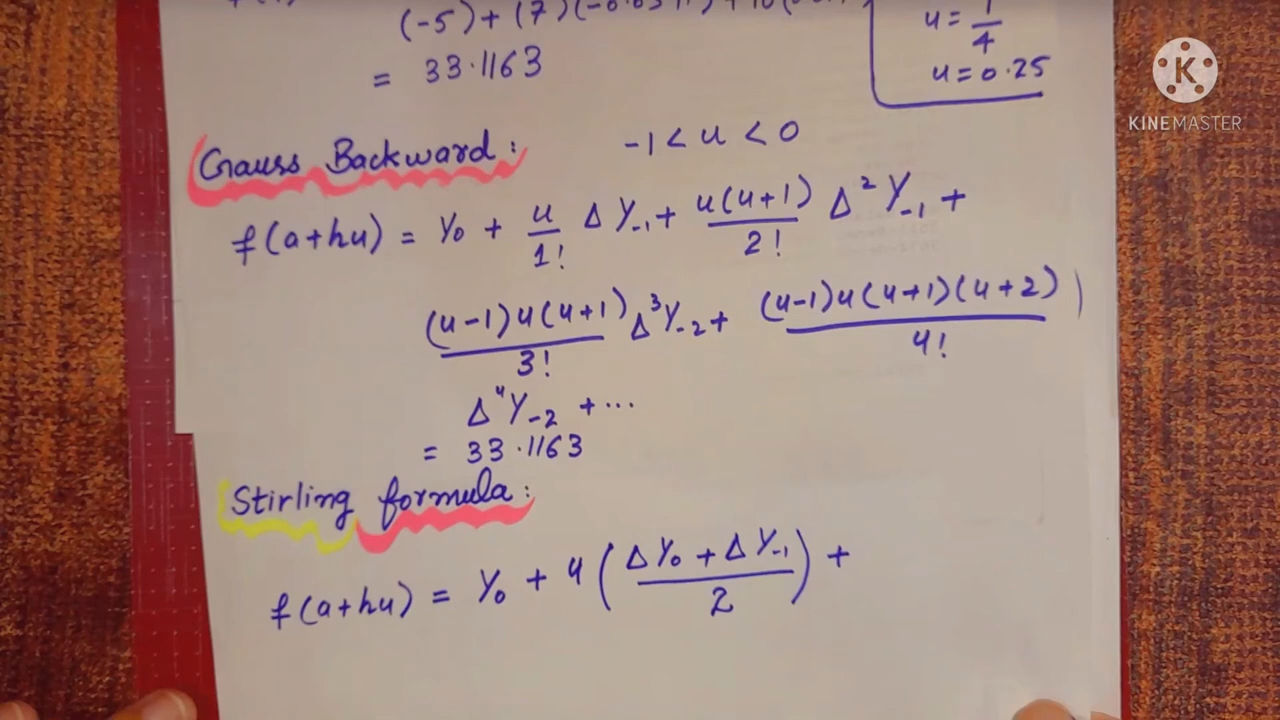 (-5) + (7)
= 33.1163
u = 1/4
u = 0.25
KINEMASTER
Gauss Backward : -1 < u < 0
f(a+hu) = Y₀ + u/1! Δ Y₋₁ + u(u+1)/2! Δ² Y₋₁ +
(u-1)u(u+1)/3! Δ³Y₋₂ + (u-1)u(u+1)(u+2)/4!
Δ⁴Y₋₂ + ...
= 33.1163
Stirling formula :
f(a+hu) = Y₀ + u ( ΔY₀ + ΔY₋₁ / 2 ) +